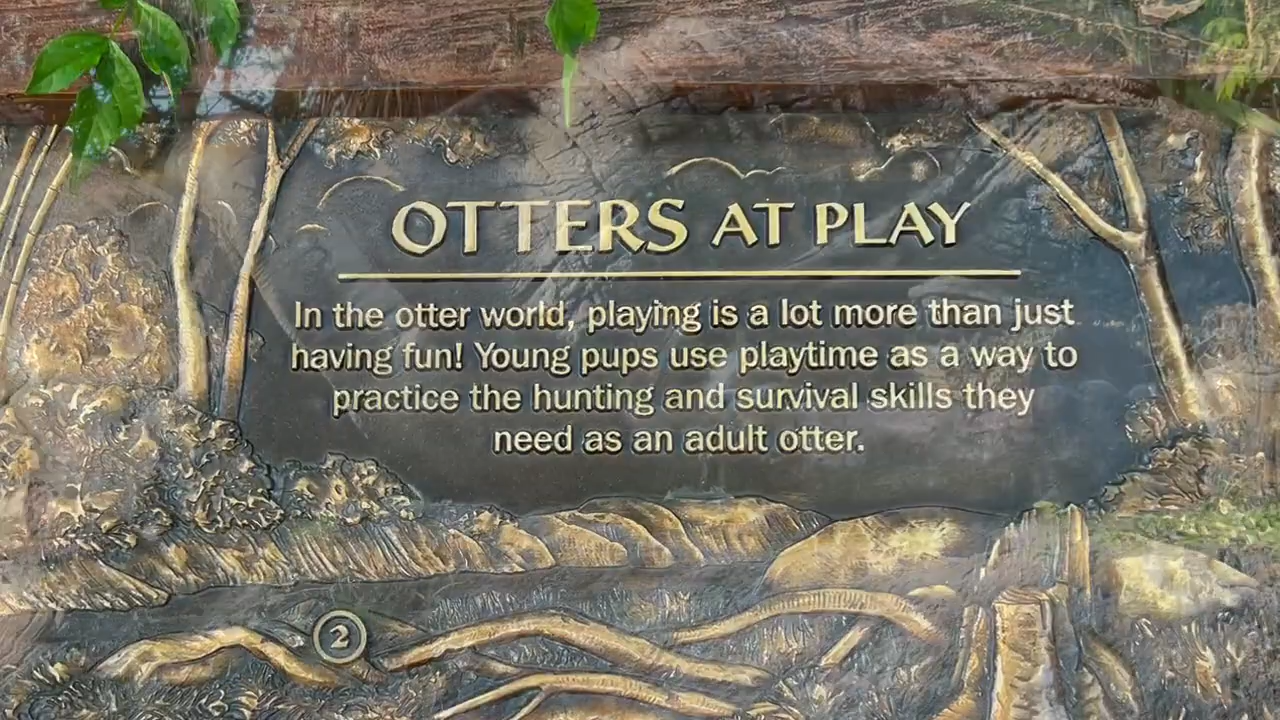 OTTERS AT PLAY
In the otter world, playing is a lot more than just
having fun! Young pups use playtime as a way to
practice the hunting and survival skills they
need as an adult otter.
2